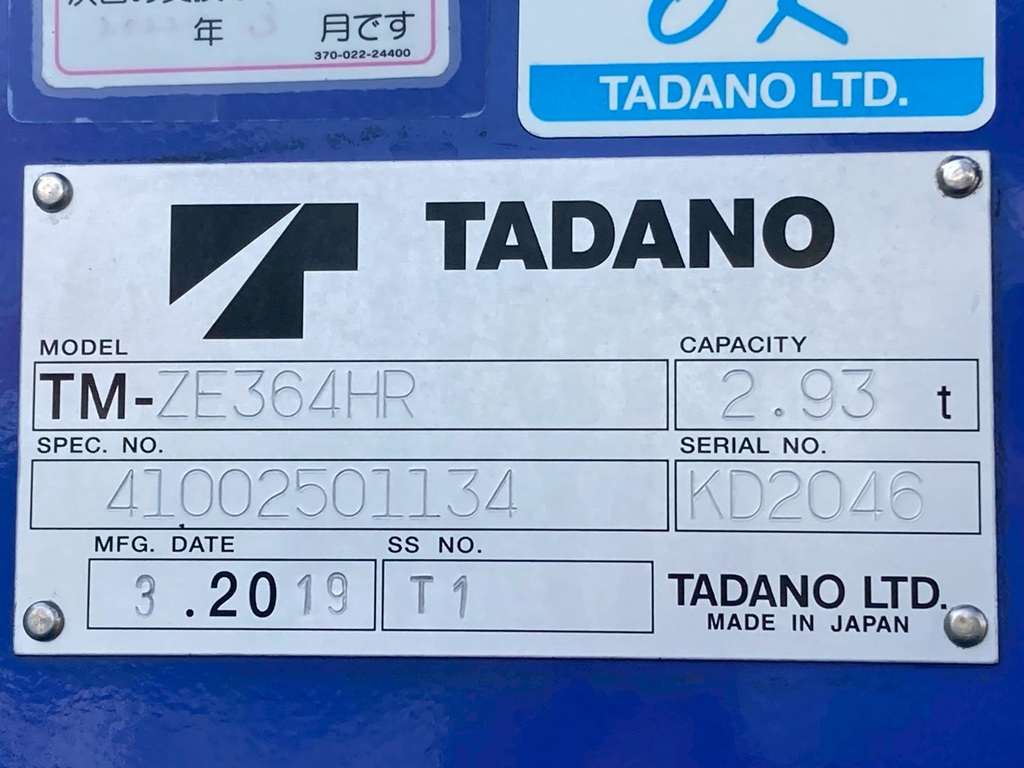 年 月です
370-022-24400
TADANO LTD.
TADANO
MODEL CAPACITY
TM-ZE364HR 2.93 t
SPEC. NO. SERIAL NO.
41002501134 KD2046
MFG. DATE SS NO.
3 .2019 T1 TADANO LTD.
MADE IN JAPAN